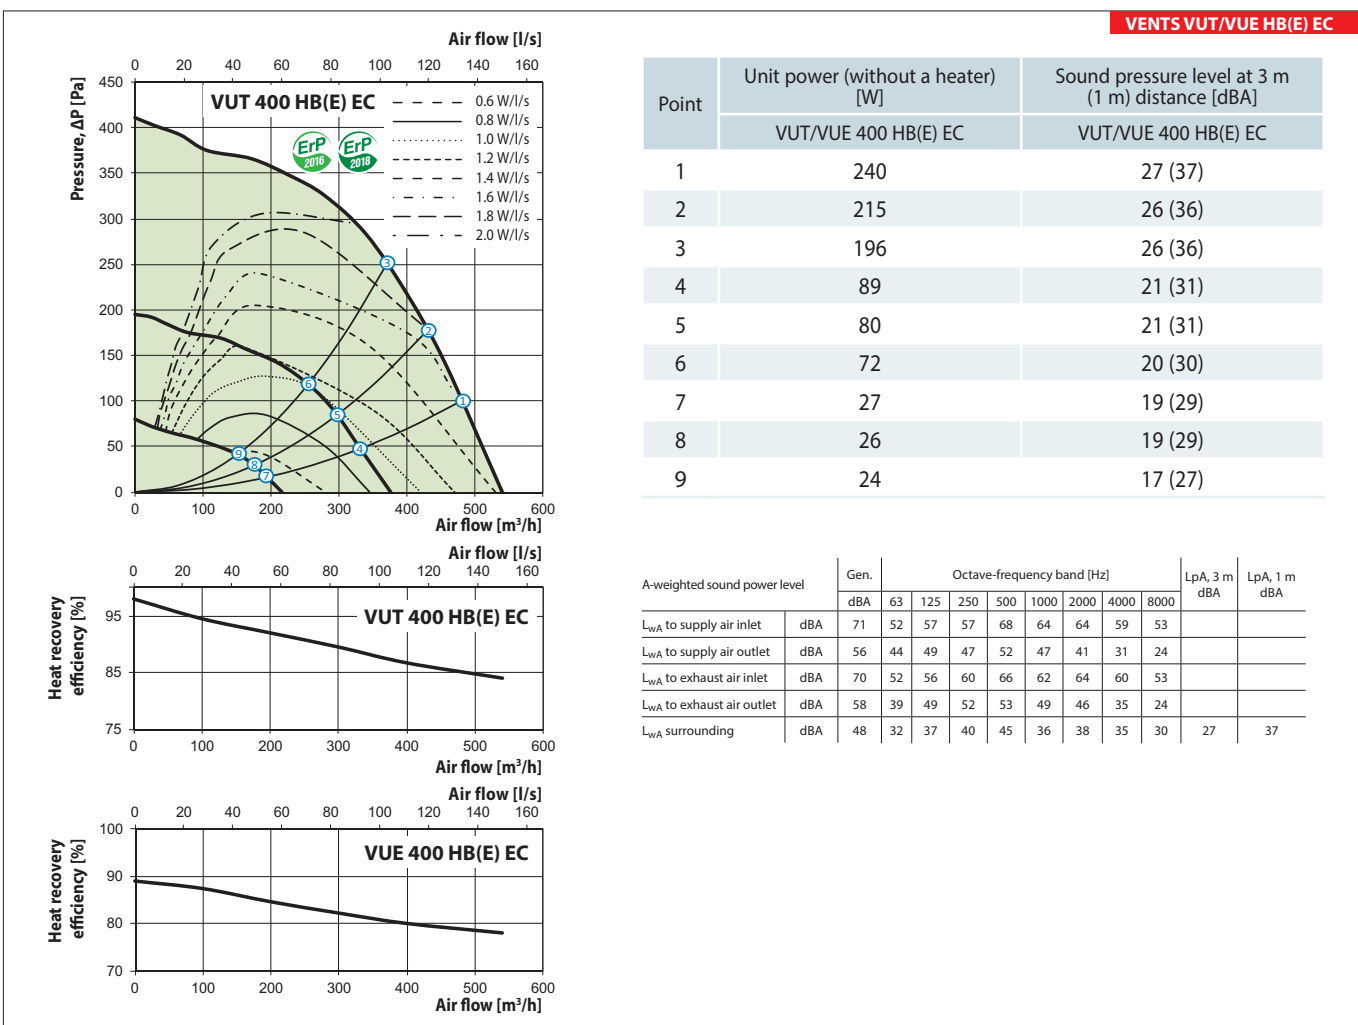 VENTS VUT/VUE HB(E) EC
Air flow [l/s]
0 20 40 60 80 100 120 140 160
Pressure, ΔP [Pa]
450
400
350
300
250
200
150
100
50
0
VUT 400 HB(E) EC
ErP 2016
ErP 2018
0.6 W/l/s
0.8 W/l/s
1.0 W/l/s
1.2 W/l/s
1.4 W/l/s
1.6 W/l/s
1.8 W/l/s
2.0 W/l/s
3
2
1
6
5
4
9
8
7
0 100 200 300 400 500 600
Air flow [m³/h]
Air flow [l/s]
0 20 40 60 80 100 120 140 160
Heat recovery
efficiency [%]
95
85
75
VUT 400 HB(E) EC
0 100 200 300 400 500 600
Air flow [m³/h]
Air flow [l/s]
0 20 40 60 80 100 120 140 160
Heat recovery
efficiency [%]
100
90
80
70
VUE 400 HB(E) EC
0 100 200 300 400 500 600
Air flow [m³/h]
Point Unit power (without a heater) [W] Sound pressure level at 3 m (1 m) distance [dBA]
VUT/VUE 400 HB(E) EC VUT/VUE 400 HB(E) EC
1 240 27 (37)
2 215 26 (36)
3 196 26 (36)
4 89 21 (31)
5 80 21 (31)
6 72 20 (30)
7 27 19 (29)
8 26 19 (29)
9 24 17 (27)
A-weighted sound power level Gen. Octave-frequency band [Hz] LpA, 3 m dBA LpA, 1 m dBA
dBA 63 125 250 500 1000 2000 4000 8000
LwA to supply air inlet dBA 71 52 57 57 68 64 64 59 53
LwA to supply air outlet dBA 56 44 49 47 52 47 41 31 24
LwA to exhaust air inlet dBA 70 52 56 60 66 62 64 60 53
LwA to exhaust air outlet dBA 58 39 49 52 53 49 46 35 24
LwA surrounding dBA 48 32 37 40 45 36 38 35 30 27 37